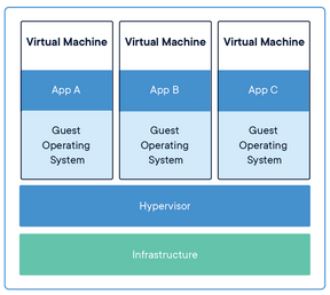 Virtual Machine
App A
Guest
Operating
System
Virtual Machine
App B
Guest
Operating
System
Virtual Machine
App C
Guest
Operating
System
Hypervisor
Infrastructure